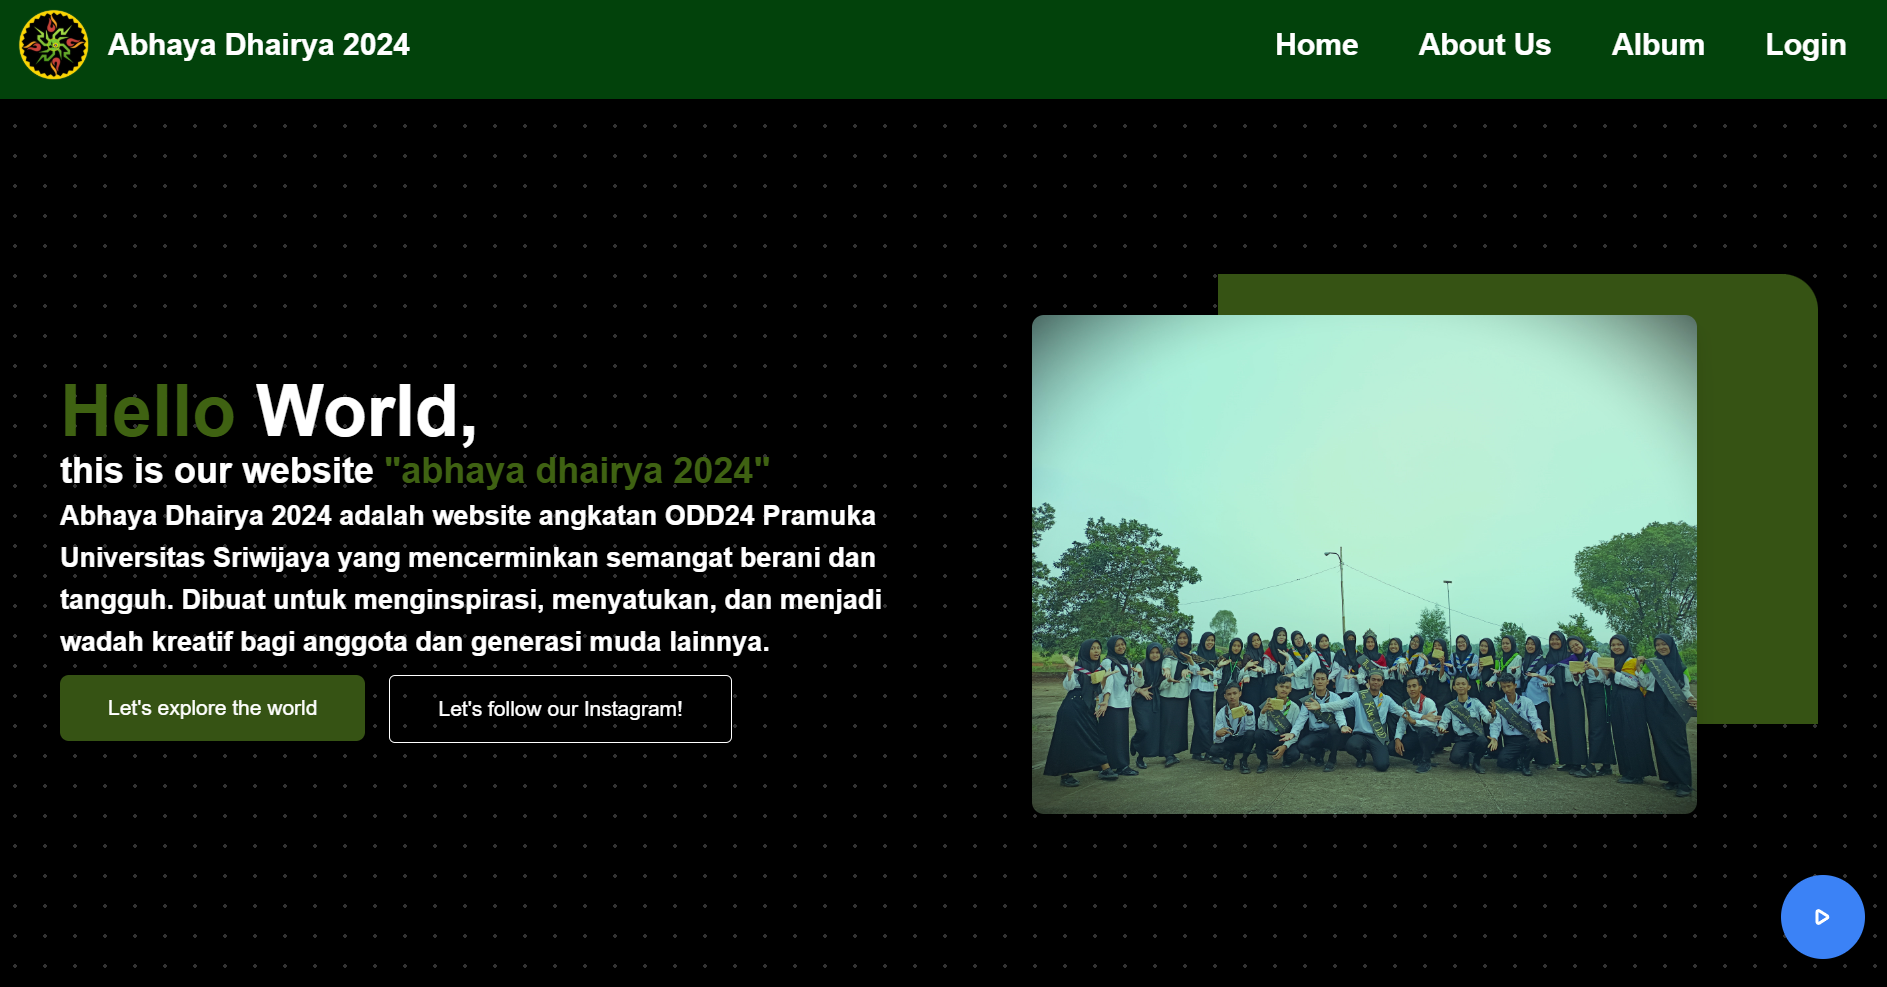 Abhaya Dhairya 2024
Home
About Us
Album
Login
Hello World,
this is our website "abhaya dhairya 2024"
Abhaya Dhairya 2024 adalah website angkatan ODD24 Pramuka
Universitas Sriwijaya yang mencerminkan semangat berani dan
tangguh. Dibuat untuk menginspirasi, menyatukan, dan menjadi
wadah kreatif bagi anggota dan generasi muda lainnya.
Let's explore the world
Let's follow our Instagram!